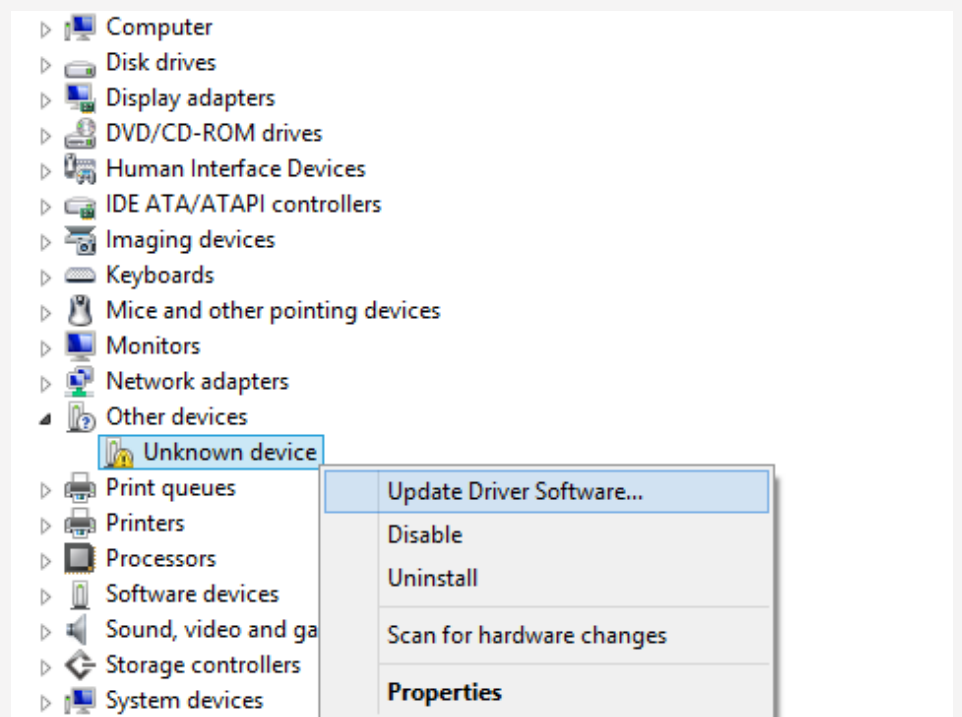 Computer
Disk drives
Display adapters
DVD/CD-ROM drives
Human Interface Devices
IDE ATA/ATAPI controllers
Imaging devices
Keyboards
Mice and other pointing devices
Monitors
Network adapters
Other devices
Unknown device
Print queues
Printers
Processors
Software devices
Sound, video and ga
Storage controllers
System devices
Update Driver Software...
Disable
Uninstall
Scan for hardware changes
Properties